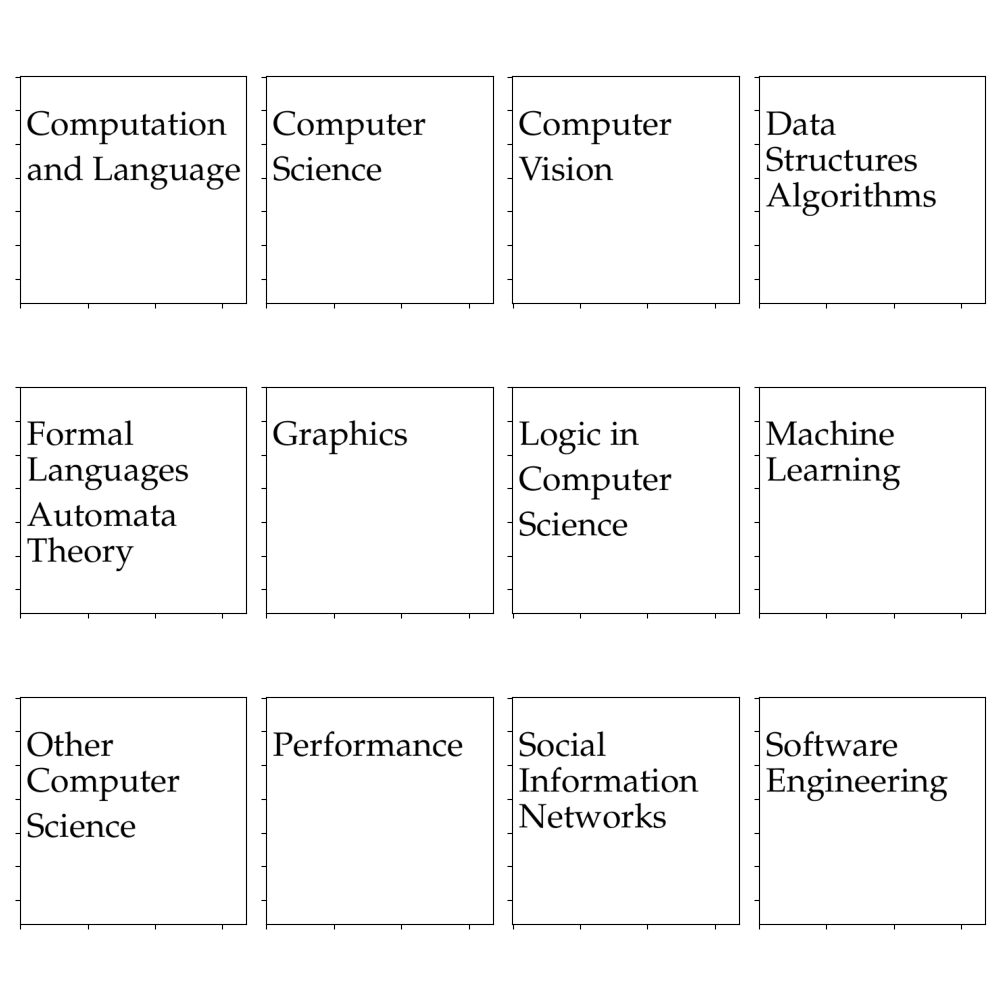 Computation
and Language
Computer
Science
Computer
Vision
Data
Structures
Algorithms
Formal
Languages
Automata
Theory
Graphics
Logic in
Computer
Science
Machine
Learning
Other
Computer
Science
Performance
Social
Information
Networks
Software
Engineering